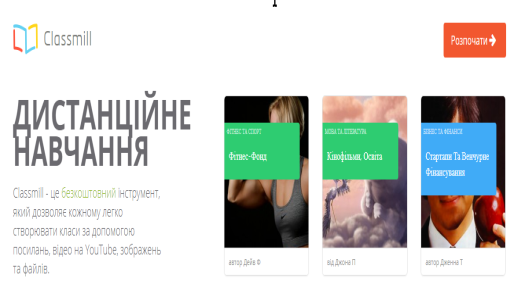 Classmill
Розпочати
ДИСТАНЦІЙНЕ
НАВЧАННЯ
Classmill - це безкоштовний інструмент,
який дозволяє кожному легко
створювати класи за допомогою
посилань, відео на YouTube, зображень
та файлів.
ФІТНЕС ТА СПОРТ
Фітнес-Фонд
автор Дейв Ф
МОВА ТА ЛІТЕРАТУРА
Кінофільми, Освіта
від Джона П
БІЗНЕС ТА ФІНАНСИ
Стартапи Та Венчурне
Фінансування
автор Дженна Т